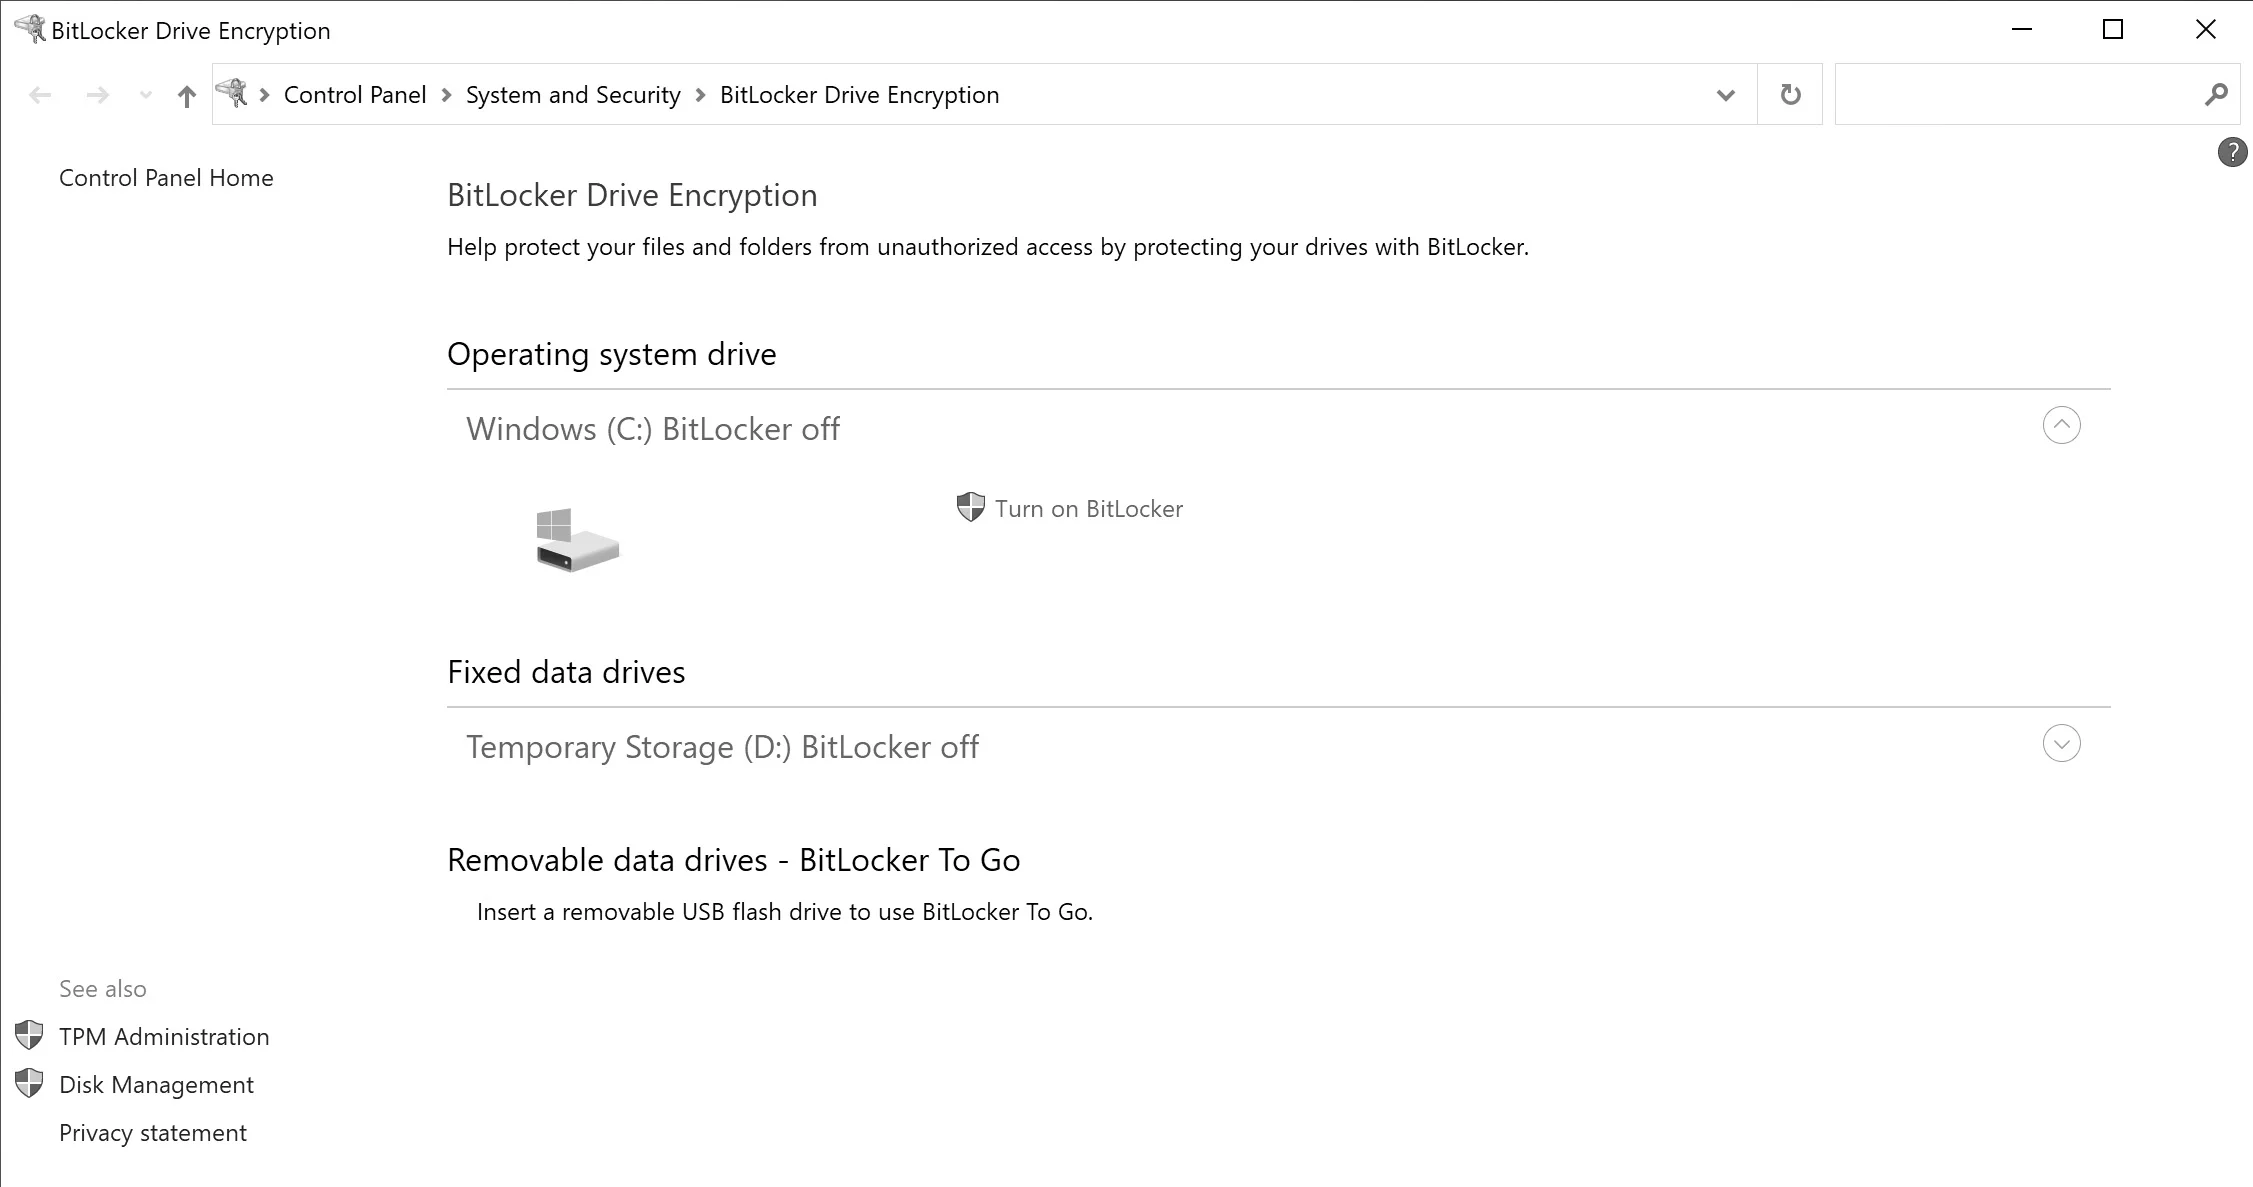 BitLocker Drive Encryption
Control Panel > System and Security > BitLocker Drive Encryption
?
Control Panel Home
BitLocker Drive Encryption
Help protect your files and folders from unauthorized access by protecting your drives with BitLocker.
Operating system drive
Windows (C:) BitLocker off
Turn on BitLocker
Fixed data drives
Temporary Storage (D:) BitLocker off
Removable data drives - BitLocker To Go
Insert a removable USB flash drive to use BitLocker To Go.
See also
TPM Administration
Disk Management
Privacy statement